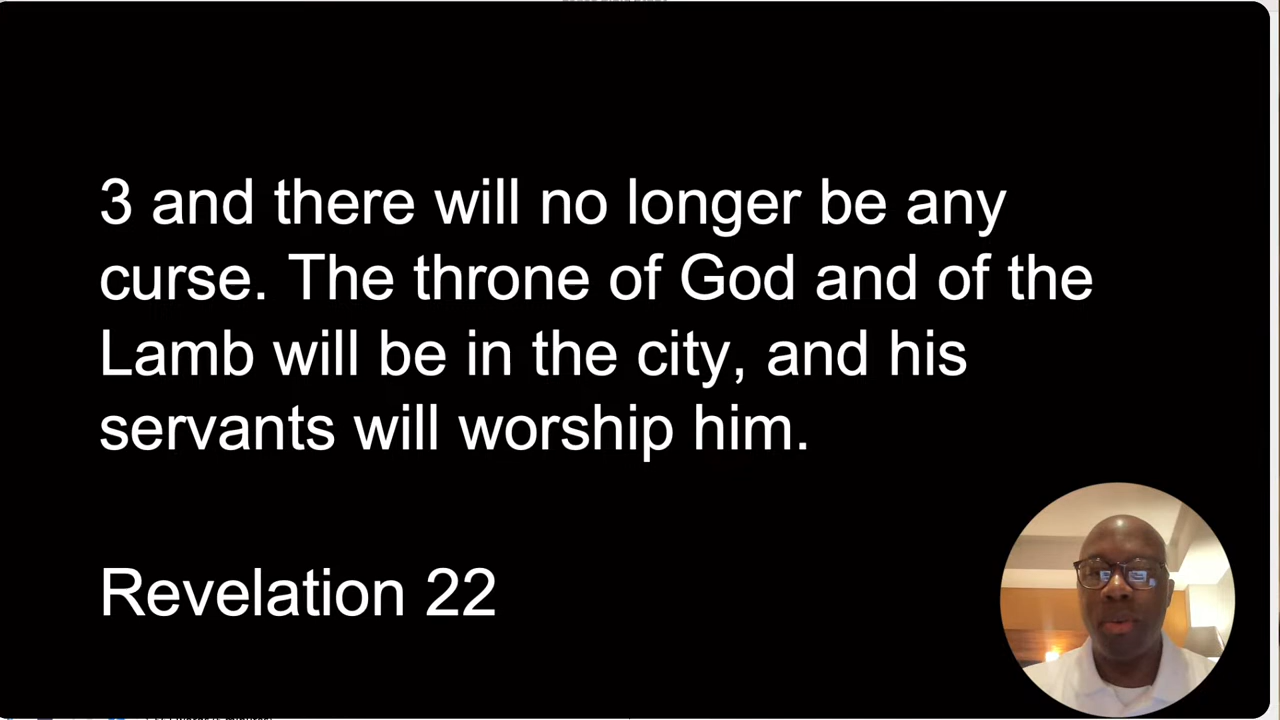 3 and there will no longer be any
curse. The throne of God and of the
Lamb will be in the city, and his
servants will worship him.
Revelation 22